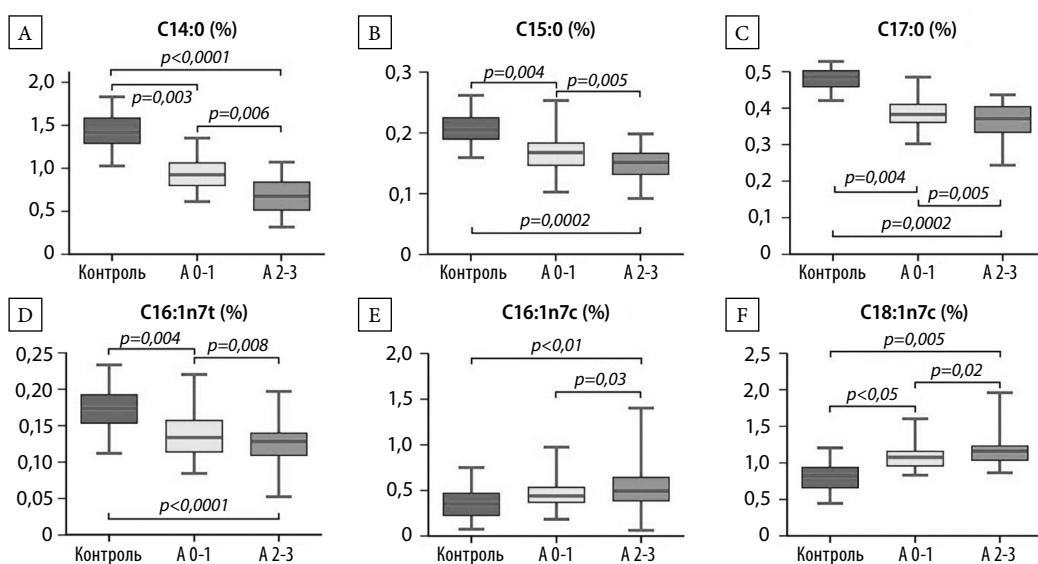 A
C14:0 (%)
p<0,0001
p=0,003
p=0,006
2,0
1,5
1,0
0,5
0
Контроль
A 0-1
A 2-3
B
C15:0 (%)
p=0,004
p=0,005
0,3
0,2
0,1
0
p=0,0002
Контроль
A 0-1
A 2-3
C
C17:0 (%)
0,5
0,4
0,3
0,2
0,1
0
p=0,004
p=0,005
p=0,0002
Контроль
A 0-1
A 2-3
D
C16:1n7t (%)
p=0,004
p=0,008
0,25
0,20
0,15
0,10
0,05
0
p<0,0001
Контроль
A 0-1
A 2-3
E
C16:1n7c (%)
p<0,01
p=0,03
2,0
1,5
1,0
0,5
0
Контроль
A 0-1
A 2-3
F
C18:1n7c (%)
p=0,005
p<0,05
p=0,02
2,5
2,0
1,5
1,0
0,5
0
Контроль
A 0-1
A 2-3